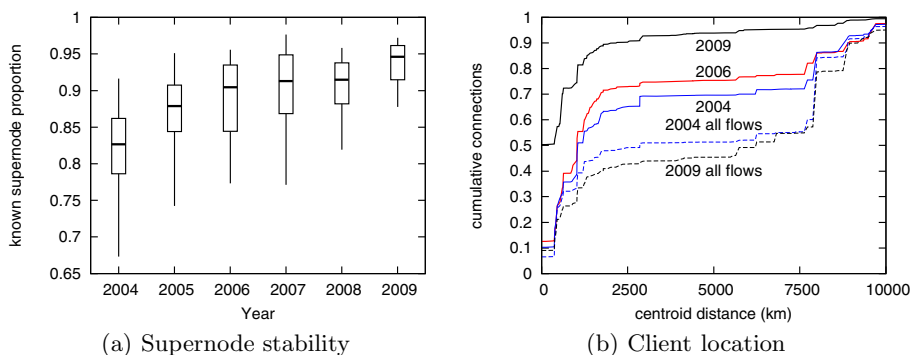 known supernode proportion
1
0.95
0.9
0.85
0.8
0.75
0.7
0.65
2004 2005 2006 2007 2008 2009
Year
(a) Supernode stability
cumulative connections
1
0.9
0.8
0.7
0.6
0.5
0.4
0.3
0.2
0.1
0
2009
2006
2004
2004 all flows
2009 all flows
0 2500 5000 7500 10000
centroid distance (km)
(b) Client location